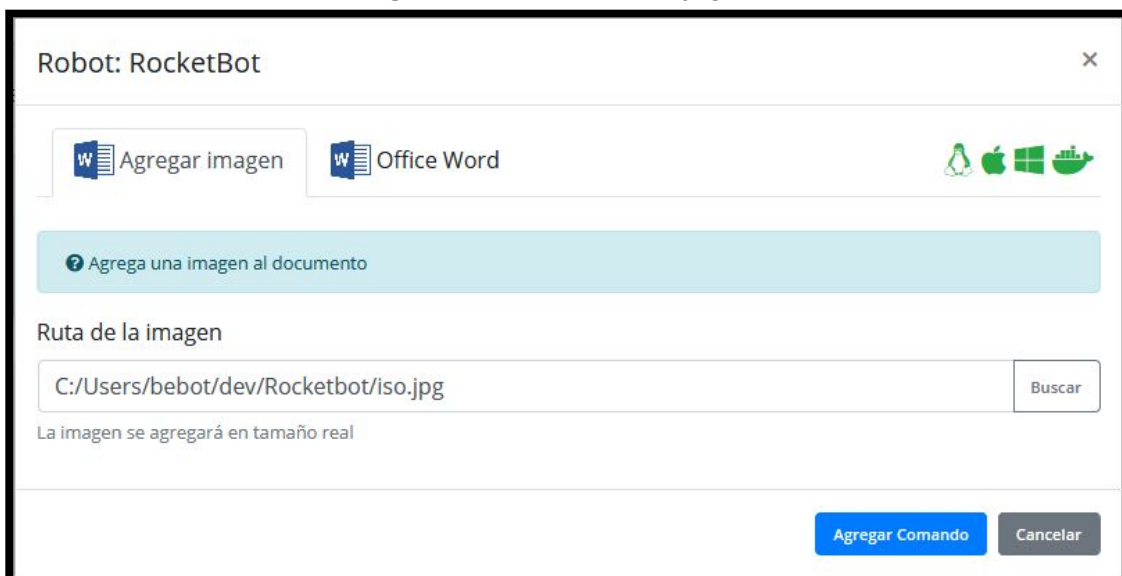 Robot: RocketBot ×
Agregar imagen Office Word
Agrega una imagen al documento
Ruta de la imagen
C:/Users/bebot/dev/Rocketbot/iso.jpg Buscar
La imagen se agregará en tamaño real
Agregar Comando Cancelar